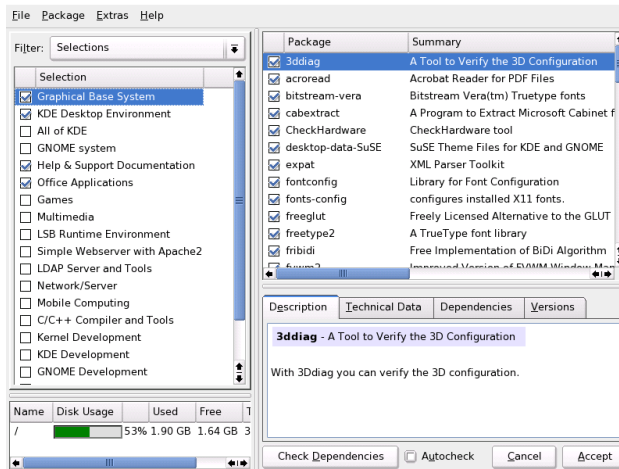 File Package Extras Help
Filter: Selections
Selection
Graphical Base System
KDE Desktop Environment
All of KDE
GNOME system
Help & Support Documentation
Office Applications
Games
Multimedia
LSB Runtime Environment
Simple Webserver with Apache2
LDAP Server and Tools
Network/Server
Mobile Computing
C/C++ Compiler and Tools
Kernel Development
KDE Development
GNOME Development
Name Disk Usage Used Free
/ 53% 1.90 GB 1.64 GB 3
Package Summary
3ddiag A Tool to Verify the 3D Configuration
acroread Acrobat Reader for PDF Files
bitstream-vera Bitstream Vera(tm) Truetype fonts
cabextract A Program to Extract Microsoft Cabinet f
CheckHardware CheckHardware tool
desktop-data-SuSE SuSE Theme Files for KDE and GNOME
expat XML Parser Toolkit
fontconfig Library for Font Configuration
fonts-config configures installed X11 fonts.
freeglut Freely Licensed Alternative to the GLUT
freetype2 A TrueType font library
fribidi Free Implementation of BiDi Algorithm
fvwm2 Improved Version of FVWM Window Man
Description Technical Data Dependencies Versions
3ddiag - A Tool to Verify the 3D Configuration
With 3Ddiag you can verify the 3D configuration.
Check Dependencies Autocheck Cancel Accept